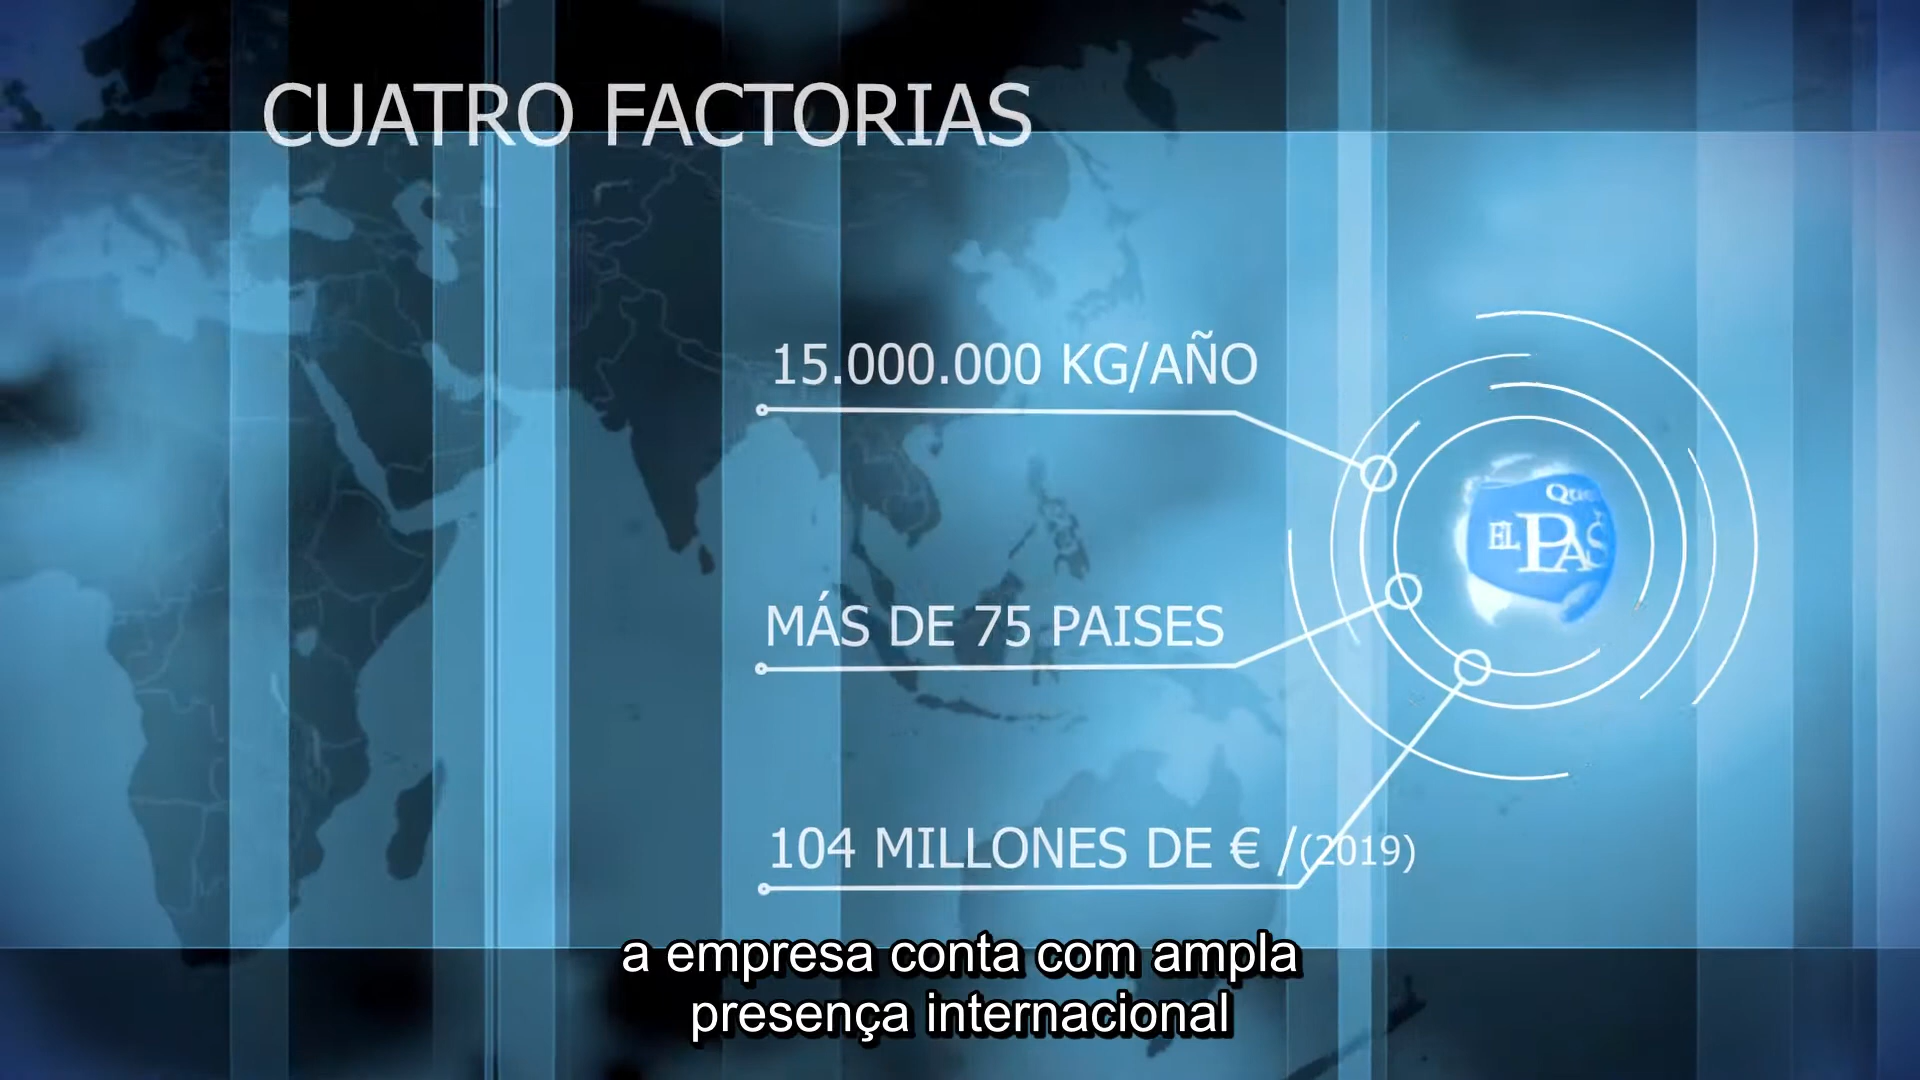 CUATRO FACTORIAS
15.000.000 KG/AÑO
EL
MÁS DE 75 PAISES
104 MILLONES DE € /(2019)
a empresa conta com ampla
presença internacional